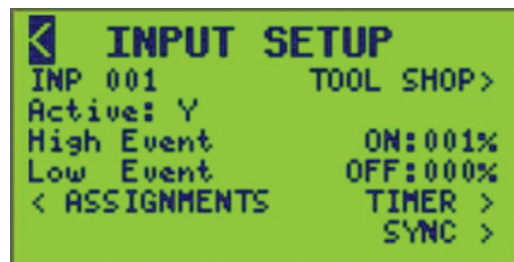 < INPUT SETUP
INP 001 TOOL SHOP>
Active: Y
High Event ON:001%
Low Event OFF:000%
< ASSIGNMENTS TIMER >
SYNC >